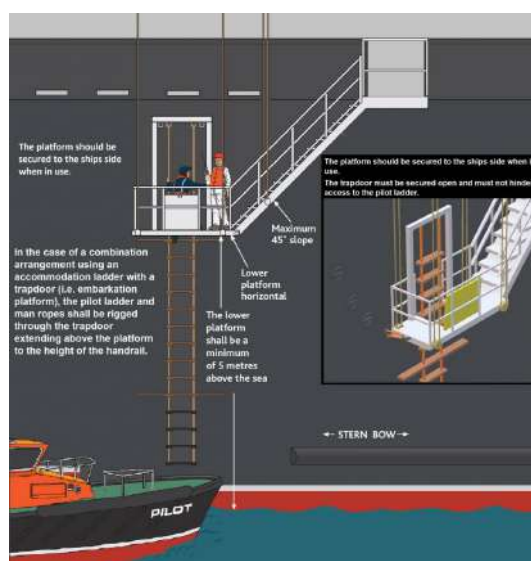 The platform should be
secured to the ships side
when in use.
The platform should be secured to the ships side when in
use.
The trapdoor must be secured open and must not hinder
access to the pilot ladder.
Maximum
45° slope
In the case of a combination
arrangement using an
accommodation ladder with a
trapdoor (i.e. embarkation
platform), the pilot ladder and
man ropes shall be rigged
through the trapdoor
extending above the platform
to the height of the handrail.
Lower
platform
horizontal
The lower
platform
shall be a
minimum
of 5 metres
above the sea
STERN BOW
PILOT